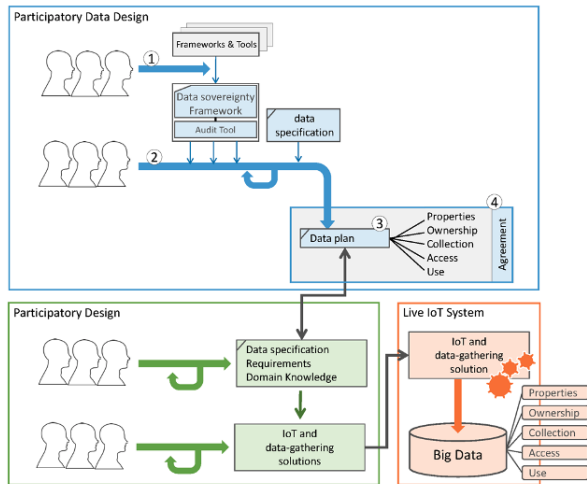 Participatory Data Design
1
Frameworks & Tools
Data sovereignty
Framework
Audit Tool
data
specification
2
3
Data plan
4
Properties
Ownership
Collection
Access
Use
Agreement
Participatory Design
Data specification
Requirements
Domain Knowledge
IoT and
data-gathering
solutions
Live IoT System
IoT and
data-gathering
solution
Big Data
Properties
Ownership
Collection
Access
Use